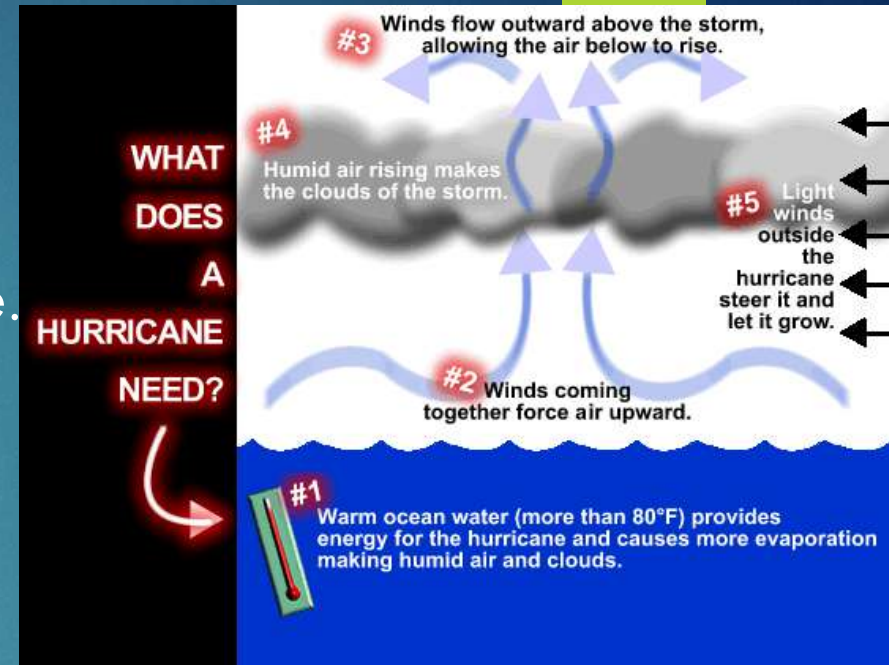 WHAT
DOES
A
HURRICANE
NEED?
e.
#3
Winds flow outward above the storm,
allowing the air below to rise.
#4
Humid air rising makes
the clouds of the storm.
#5 Light
winds
outside
the
hurricane
steer it and
let it grow.
#2 Winds coming
together force air upward.
#1
Warm ocean water (more than 80°F) provides
energy for the hurricane and causes more evaporation
making humid air and clouds.